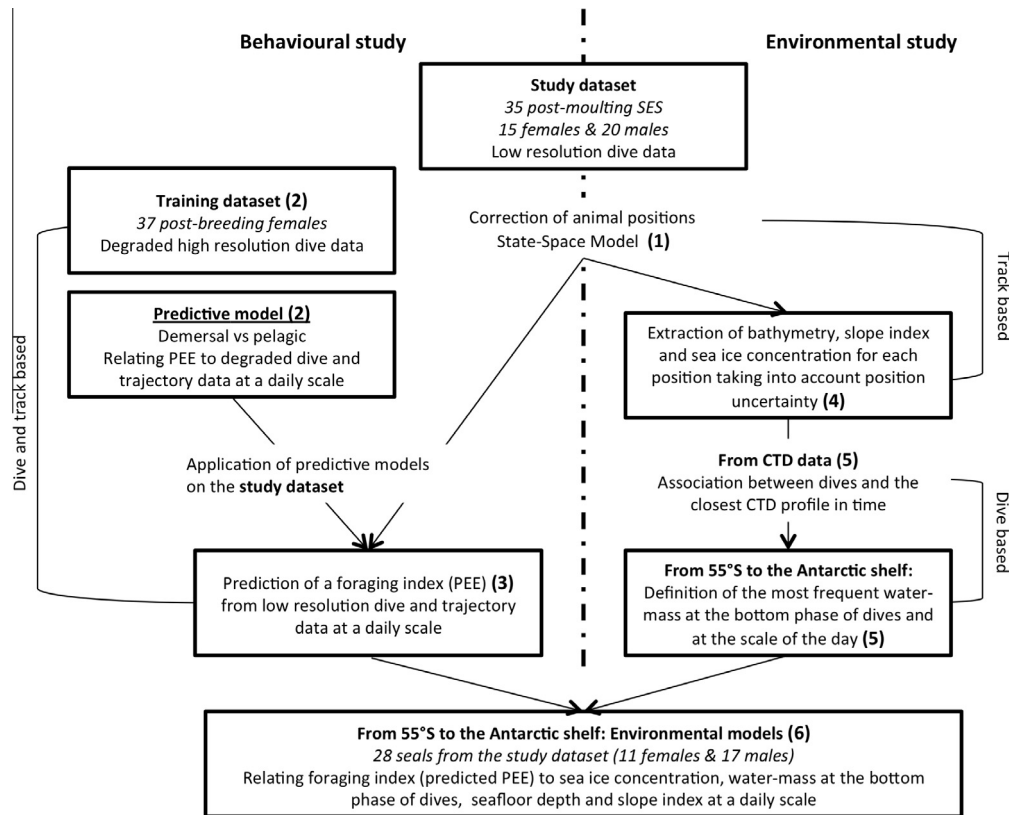 Behavioural study
Environmental study
Study dataset
35 post-moulting SES
15 females & 20 males
Low resolution dive data
Training dataset (2)
37 post-breeding females
Degraded high resolution dive data
Correction of animal positions
State-Space Model (1)
Predictive model (2)
Demersal vs pelagic
Relating PEE to degraded dive and
trajectory data at a daily scale
Extraction of bathymetry, slope index
and sea ice concentration for each
position taking into account position
uncertainty (4)
Track based
Dive and track based
Application of predictive models
on the study dataset
From CTD data (5)
Association between dives and the
closest CTD profile in time
Dive based
Prediction of a foraging index (PEE) (3)
from low resolution dive and trajectory
data at a daily scale
From 55°S to the Antarctic shelf:
Definition of the most frequent water-
mass at the bottom phase of dives and
at the scale of the day (5)
From 55°S to the Antarctic shelf: Environmental models (6)
28 seals from the study dataset (11 females & 17 males)
Relating foraging index (predicted PEE) to sea ice concentration, water-mass at the bottom
phase of dives, seafloor depth and slope index at a daily scale